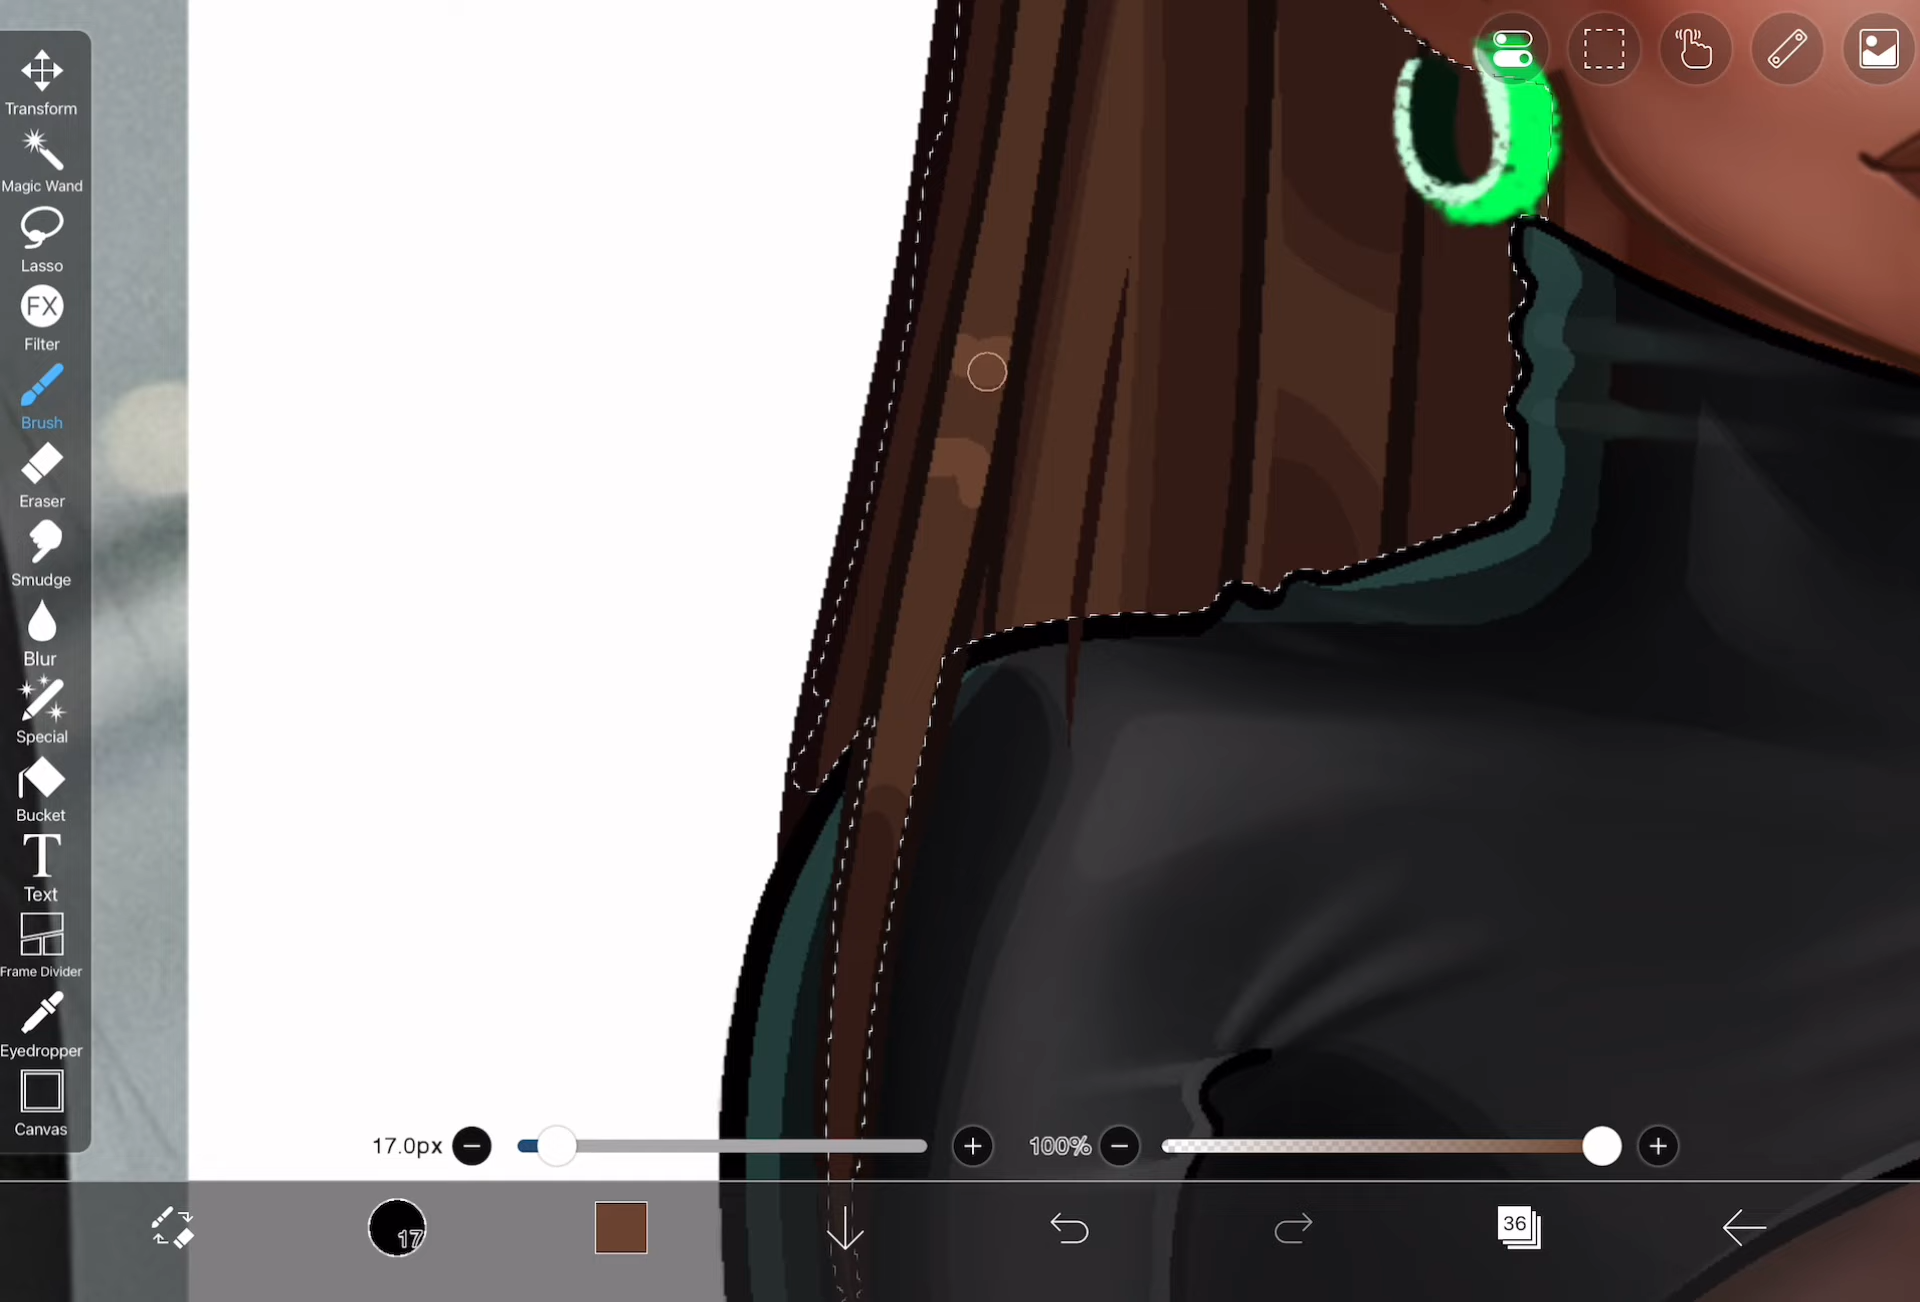 Transform
Magic Wand
Lasso
FX
Filter
Brush
Eraser
Smudge
Blur
Special
Bucket
T
Text
Frame Divider
Eyedropper
Canvas
17.0px
100%
17
36